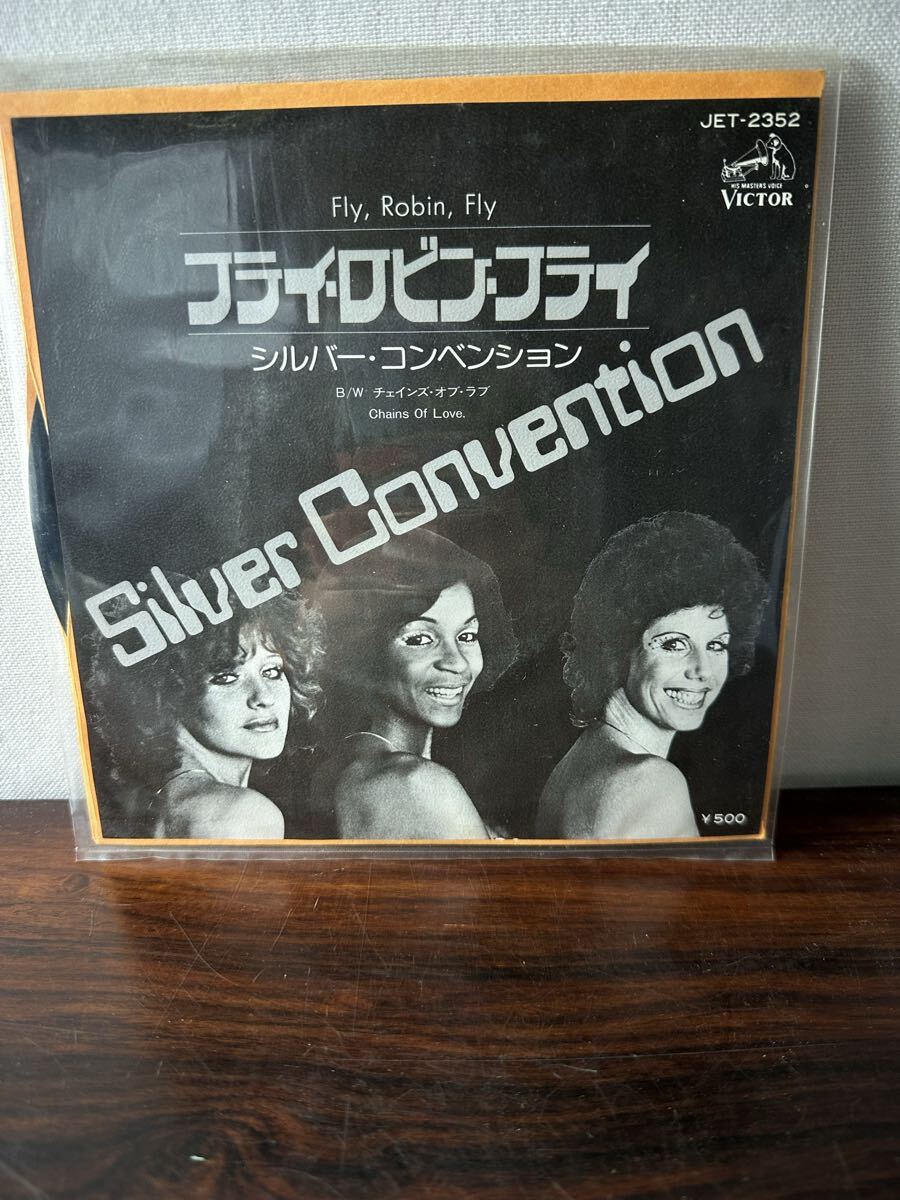 JET-2352
HIS MASTERS VOICE
VICTOR
Fly, Robin, Fly
フライ・ロビン・フライ
シルバー・コンベンション
B/W チェインズ・オブ・ラブ
Chains Of Love.
Silver Convention
¥500